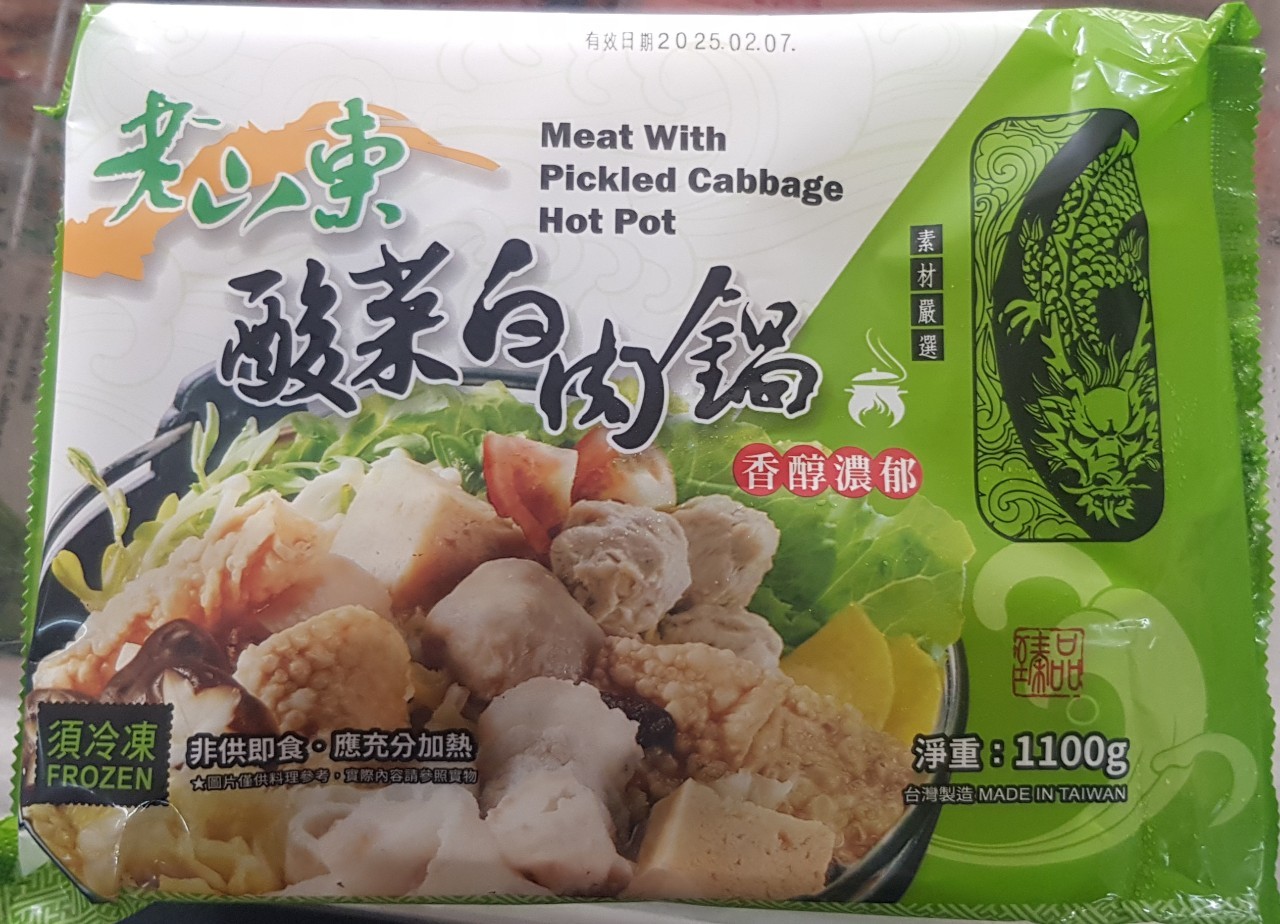 有效日期2025.02.07.
老山東
Meat With
Pickled Cabbage
Hot Pot
酸菜白肉鍋
素材嚴選
香醇濃郁
臻品
須冷凍
FROZEN
非供即食・應充分加熱
★圖片僅供料理參考，實際內容請參照實物
淨重：1100g
台灣製造 MADE IN TAIWAN